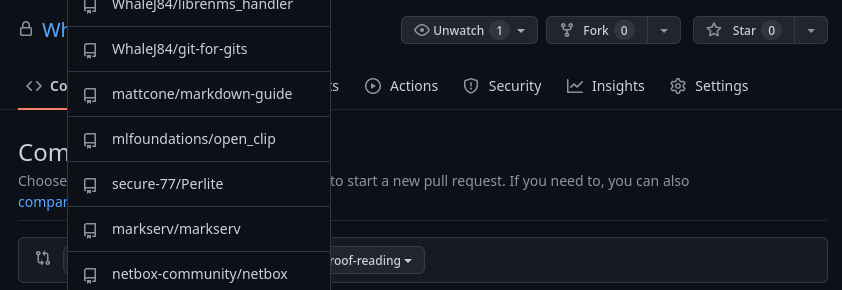 WhaleJ84/librenms_handler
Wh
Unwatch 1
Fork 0
Star 0
WhaleJ84/git-for-gits
Co
ts
Actions
Security
Insights
Settings
mattcone/markdown-guide
mlfoundations/open_clip
Com
secure-77/Perlite
Choose
to start a new pull request. If you need to, you can also
compar
markserv/markserv
roof-reading
netbox-community/netbox